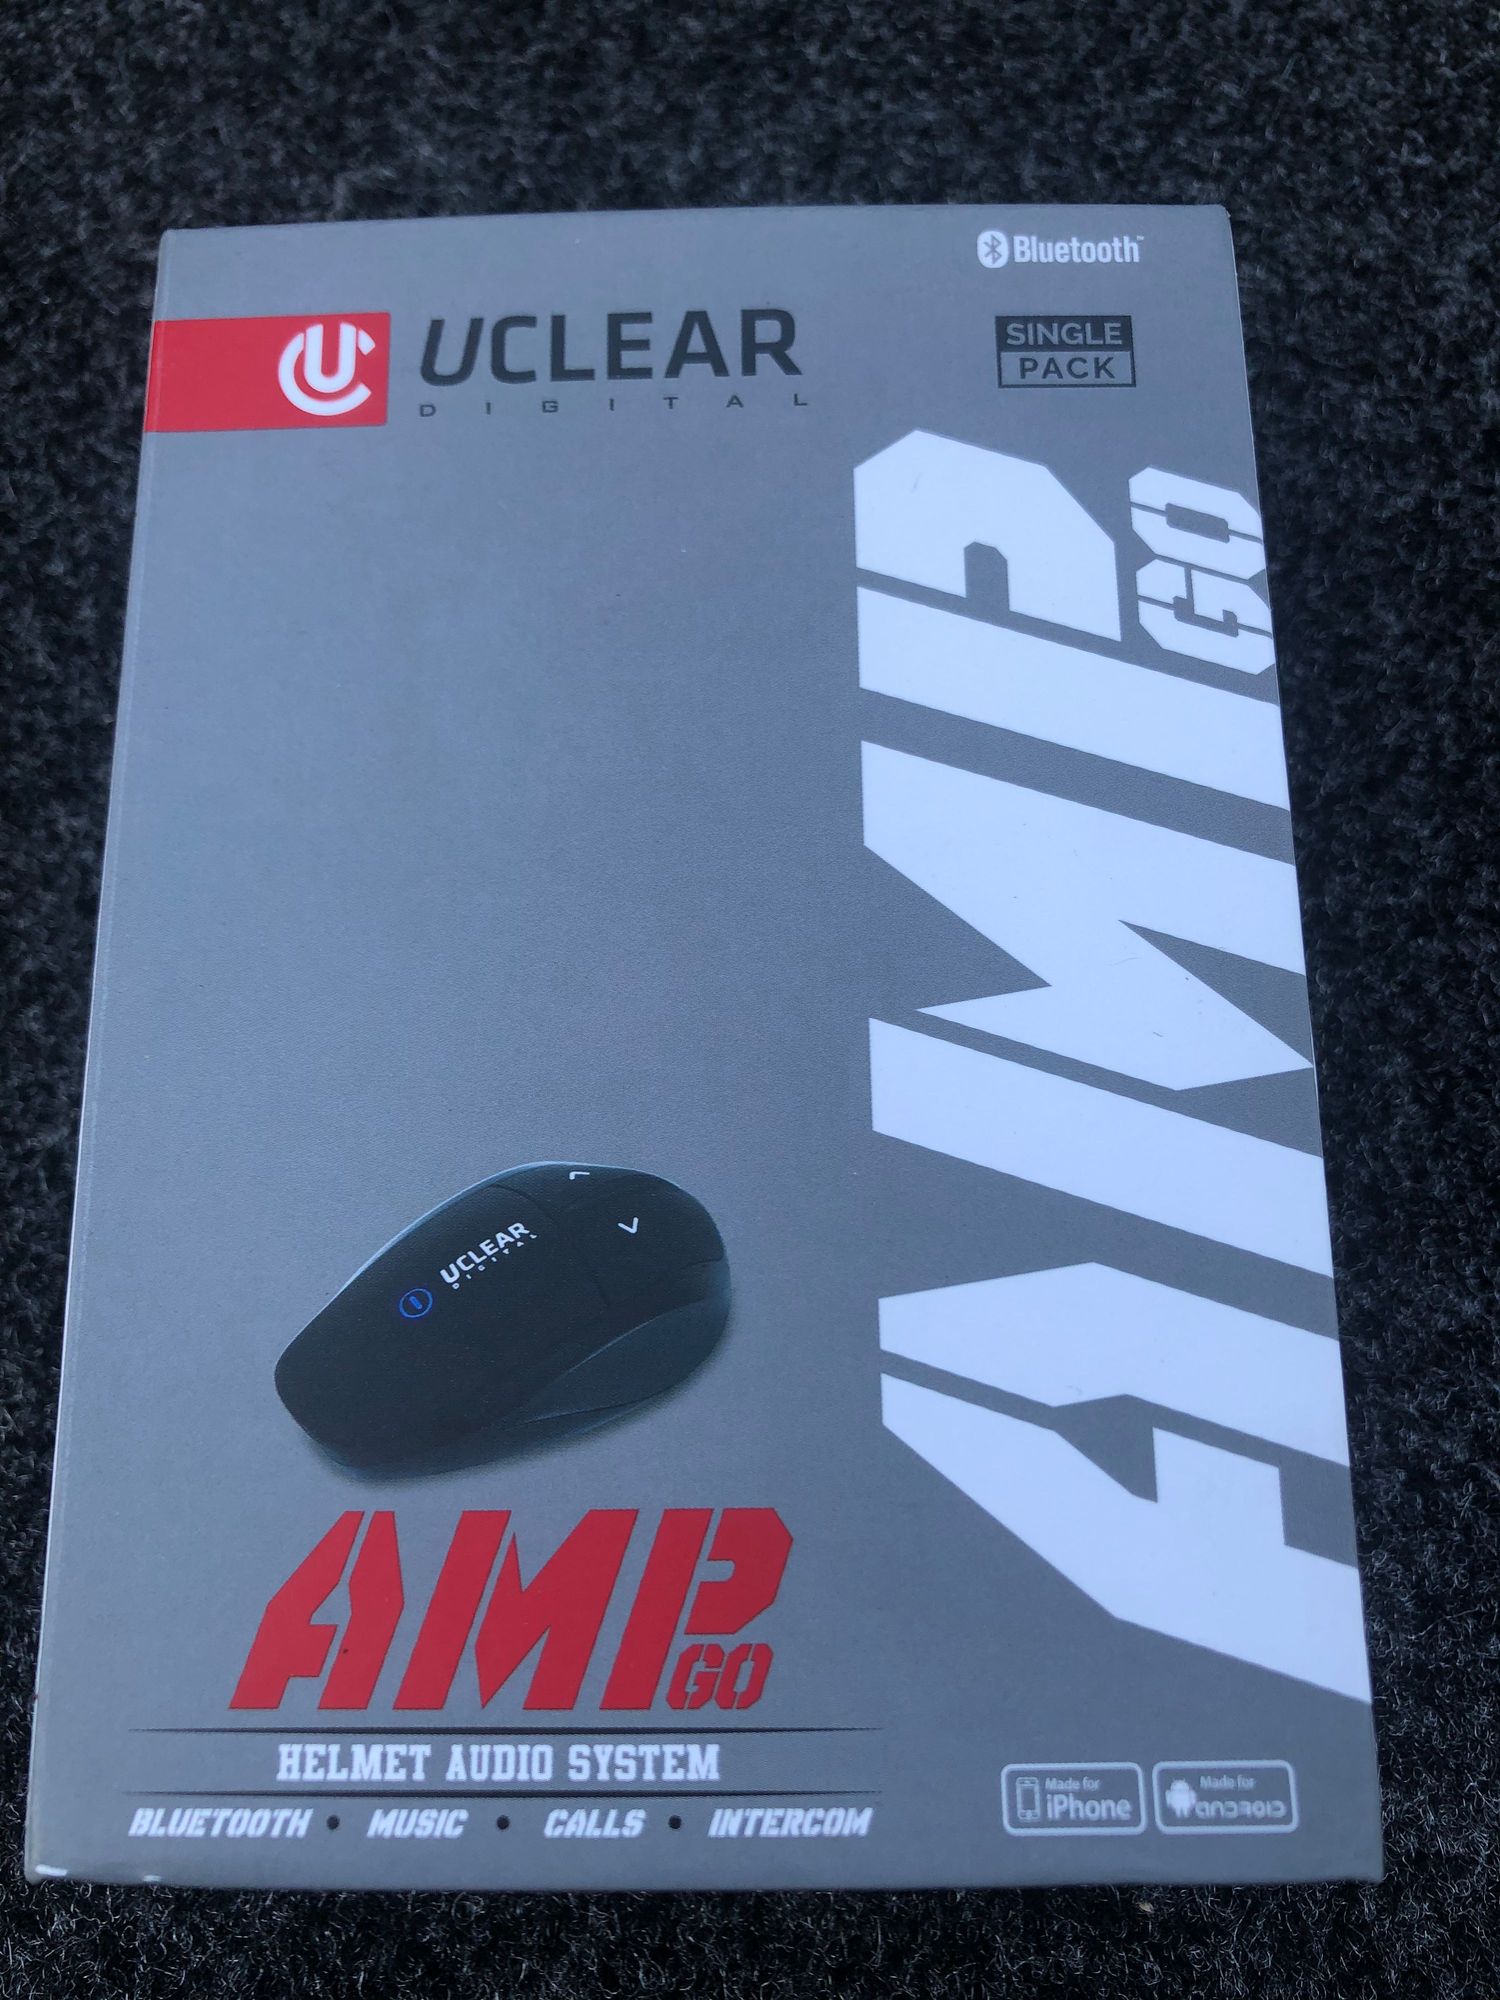 Bluetooth™
UCLEAR
DIGITAL
SINGLE
PACK
AMP GO
UCLEAR
DIGITAL
AMP GO
HELMET AUDIO SYSTEM
BLUETOOTH • MUSIC • CALLS • INTERCOM
Made for
iPhone
Made for
ANDROID